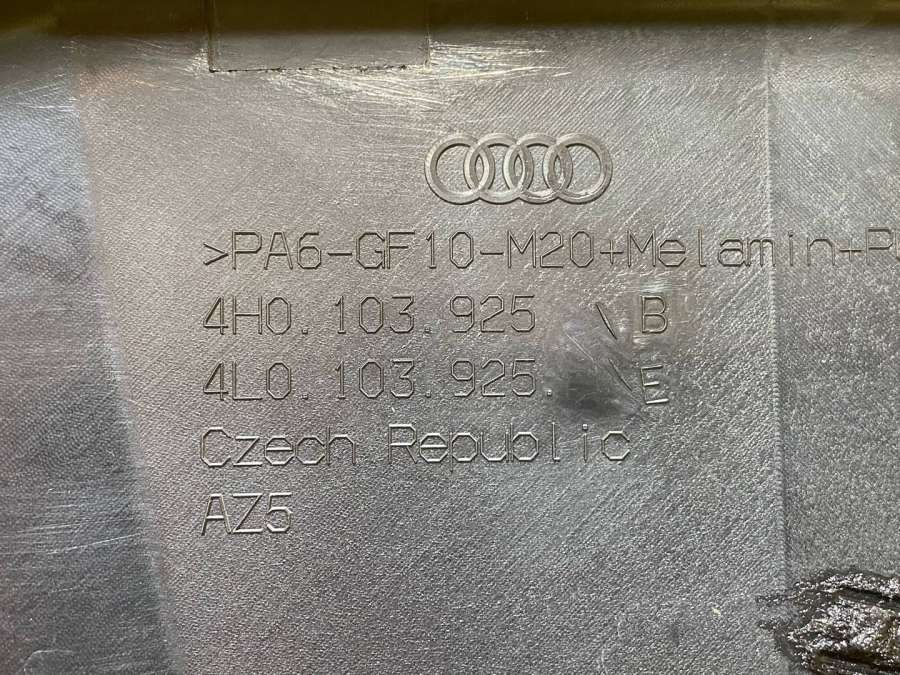 >PA6-GF10-M20+Melamin+P
4H0.103.925 \ B
4L0.103.925. \ E
Czech Republic
AZ5